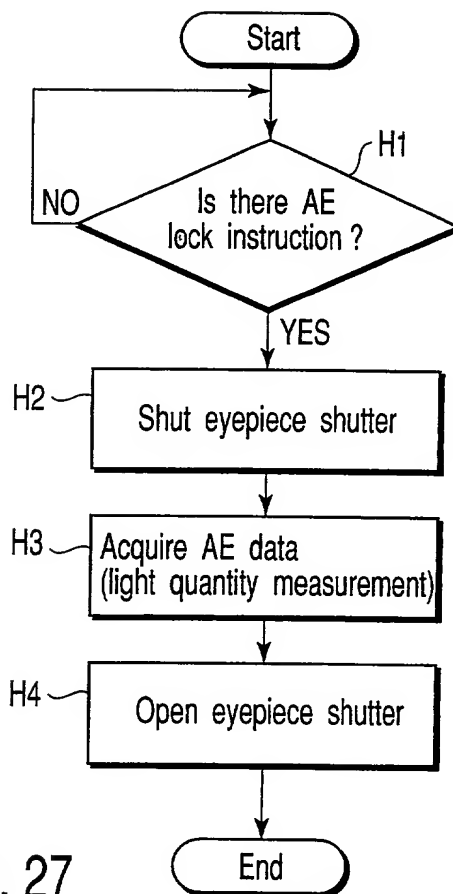 Start
H1
NO
Is there AE
lock instruction ?
YES
H2
Shut eyepiece shutter
H3
Acquire AE data
(light quantity measurement)
H4
Open eyepiece shutter
End
. 27